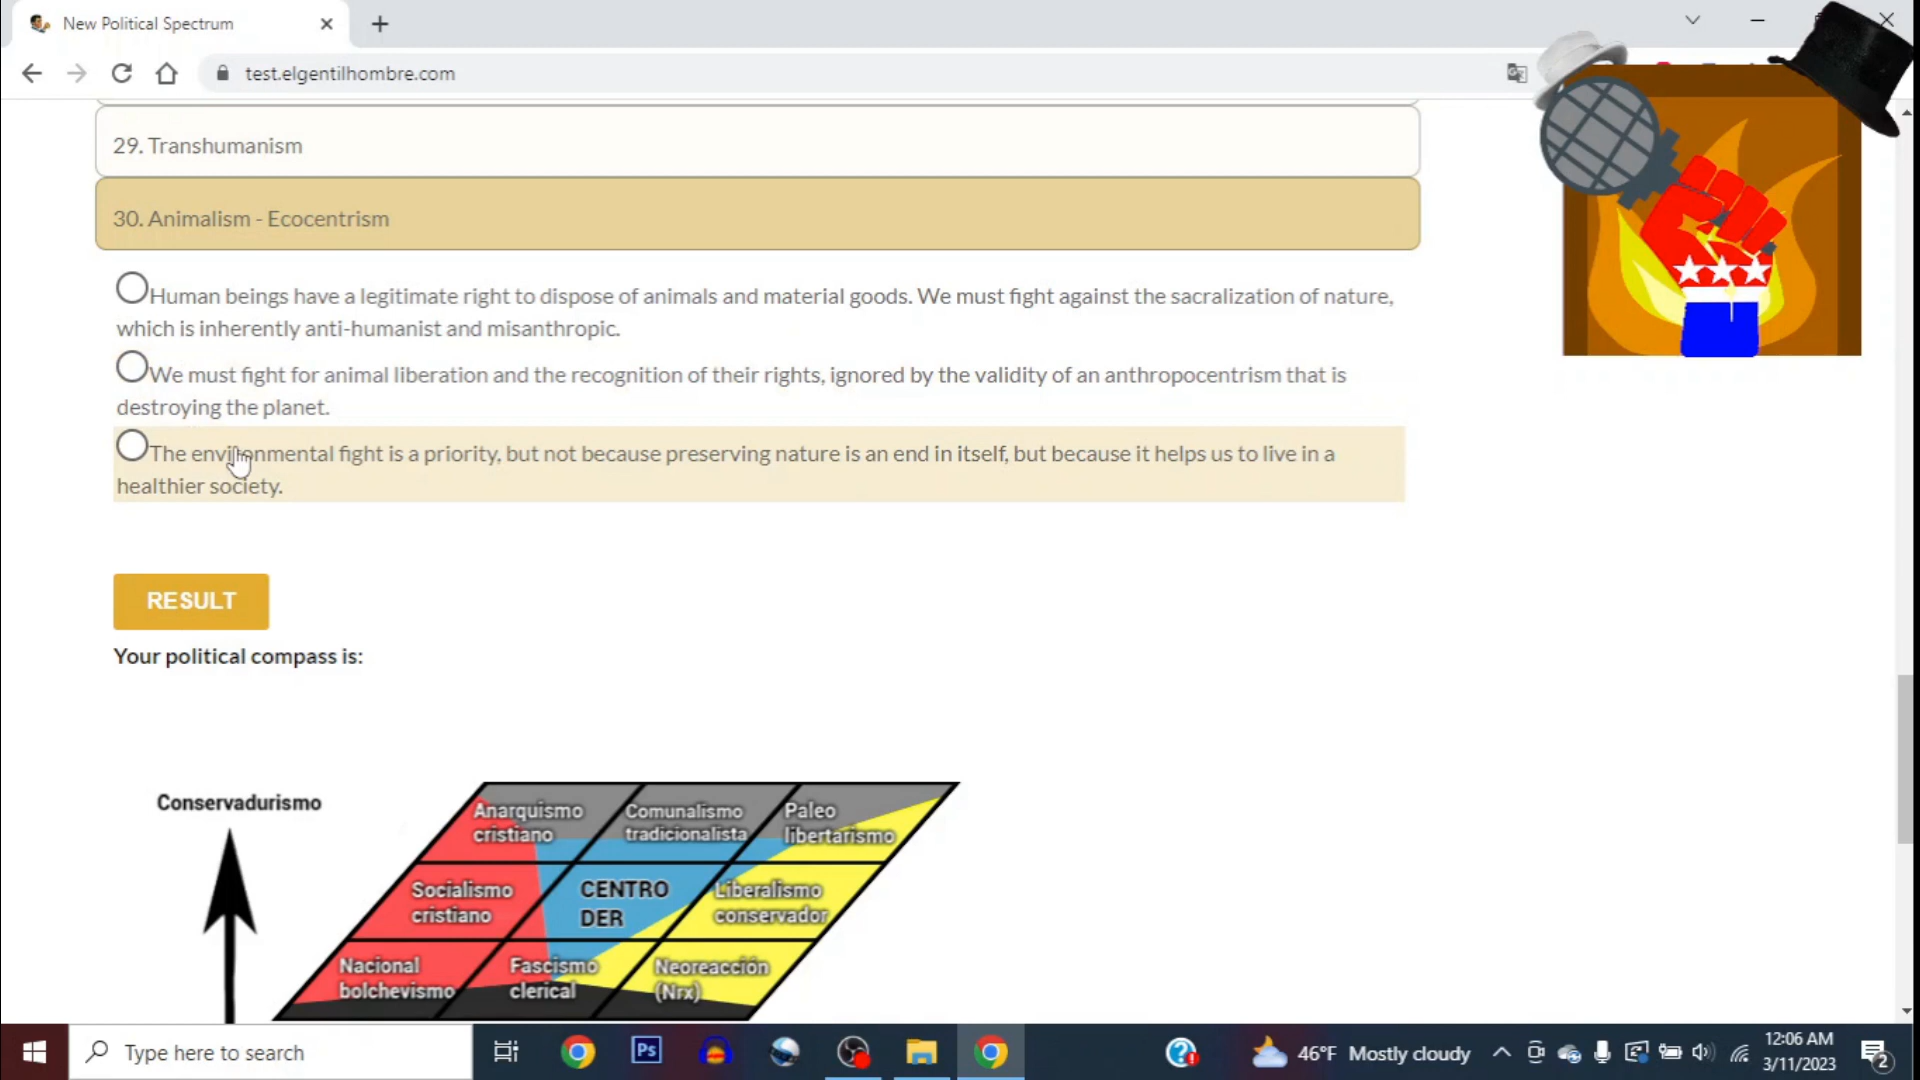 New Political Spectrum
test.elgentilhombre.com
29. Transhumanism
30. Animalism - Ecocentrism
Human beings have a legitimate right to dispose of animals and material goods. We must fight against the sacralization of nature,
which is inherently anti-humanist and misanthropic.
We must fight for animal liberation and the recognition of their rights, ignored by the validity of an anthropocentrism that is
destroying the planet.
The environmental fight is a priority, but not because preserving nature is an end in itself, but because it helps us to live in a
healthier society.
RESULT
Your political compass is:
Conservadurismo
Anarquismo
cristiano
Comunalismo
tradicionalista
Paleo
libertarismo
Socialismo
cristiano
CENTRO
DER
Liberalismo
conservador
Nacional
bolchevismo
Fascismo
clerical
Neoreacción
(Nrx)
Type here to search
Ps
46°F Mostly cloudy
12:06 AM
3/11/2023
2